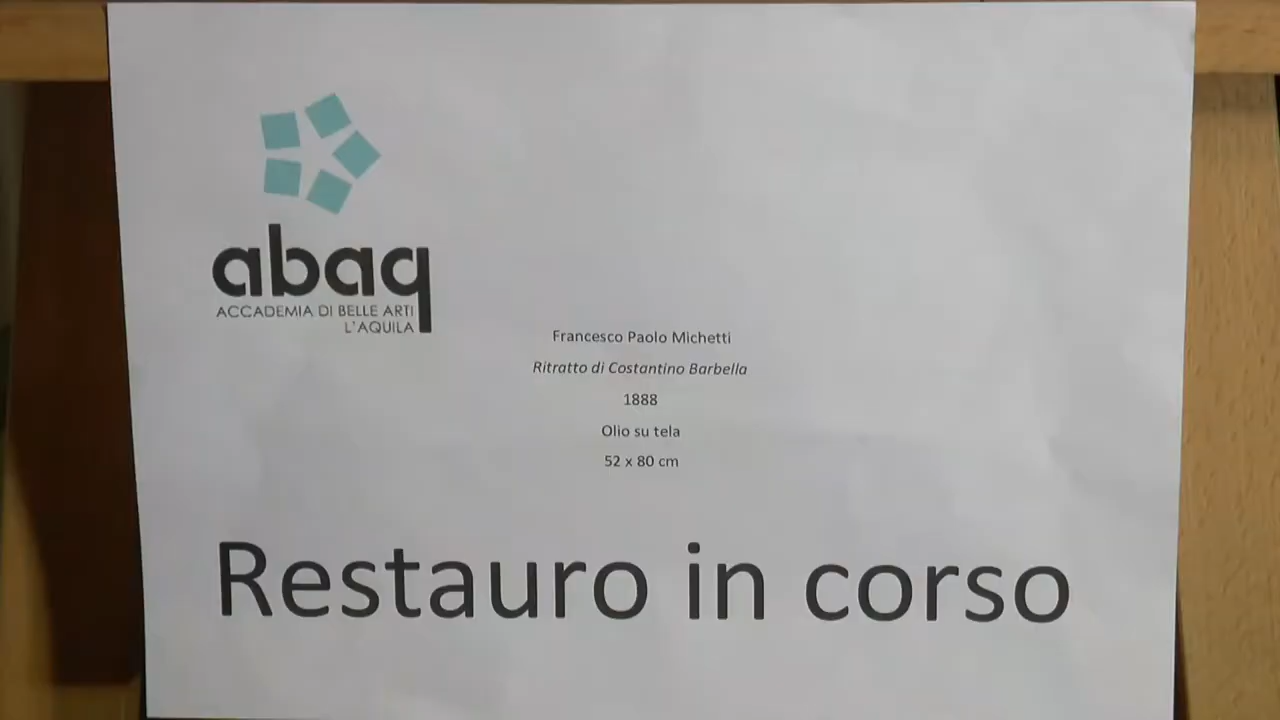 abaq
ACCADEMIA DI BELLE ARTI
L'AQUILA
Francesco Paolo Michetti
Ritratto di Costantino Barbella
1888
Olio su tela
52 x 80 cm
Restauro in corso